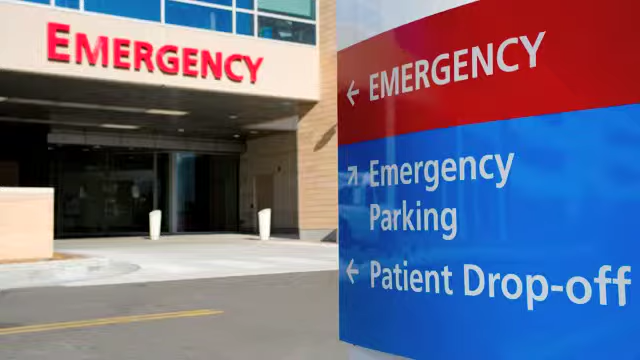 EMERGENCY
← EMERGENCY
↗ Emergency
Parking
← Patient Drop-off